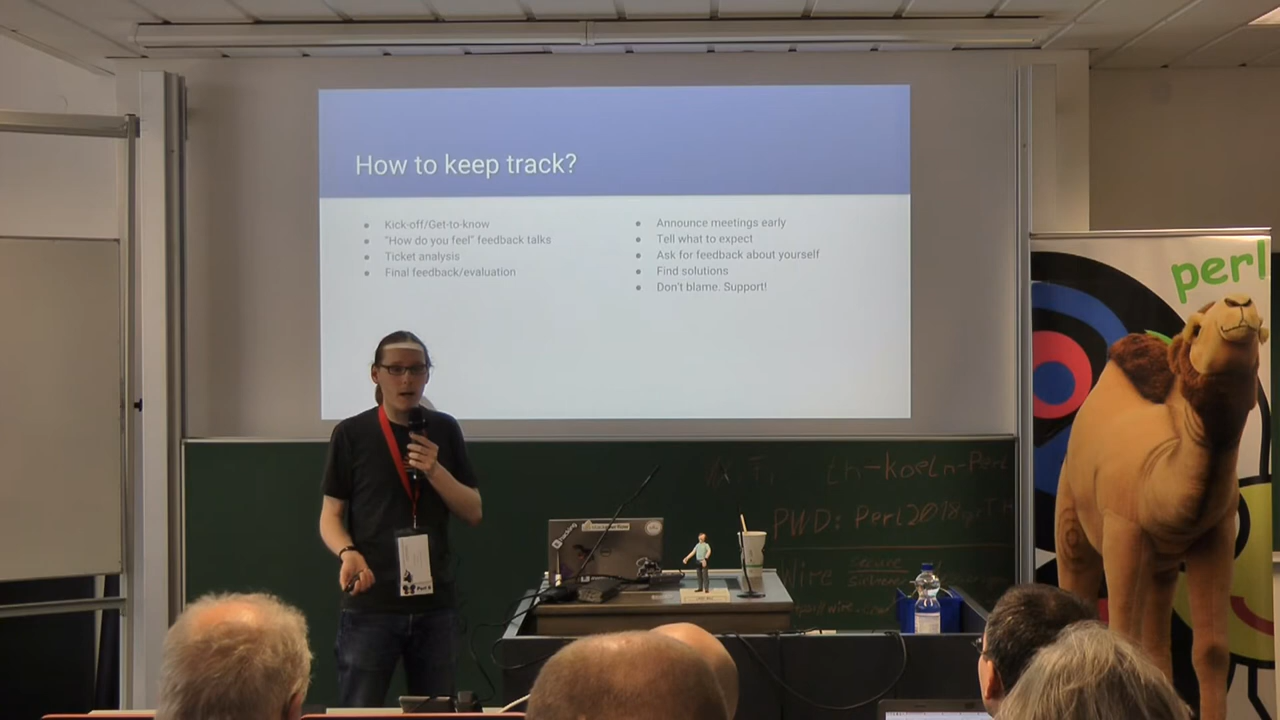 How to keep track?
● Kick-off/Get-to-know
● "How do you feel" feedback talks
● Ticket analysis
● Final feedback/evaluation
● Announce meetings early
● Tell what to expect
● Ask for feedback about yourself
● Find solutions
● Don't blame. Support!
perl
PWD: Perl2018
Wire
secure